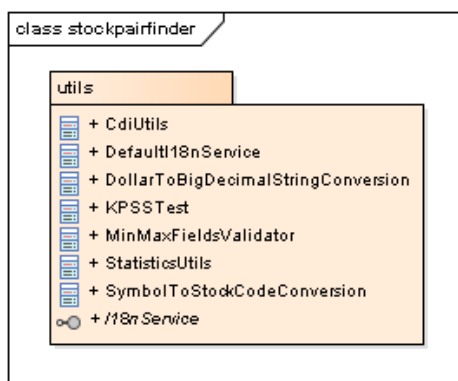 class stockpairfinder
utils
+ CdiUtils
+ DefaultI18nService
+ DollarToBigDecimalStringConversion
+ KPSSTest
+ MinMaxFieldsValidator
+ StatisticsUtils
+ SymbolToStockCodeConversion
+ I18nService